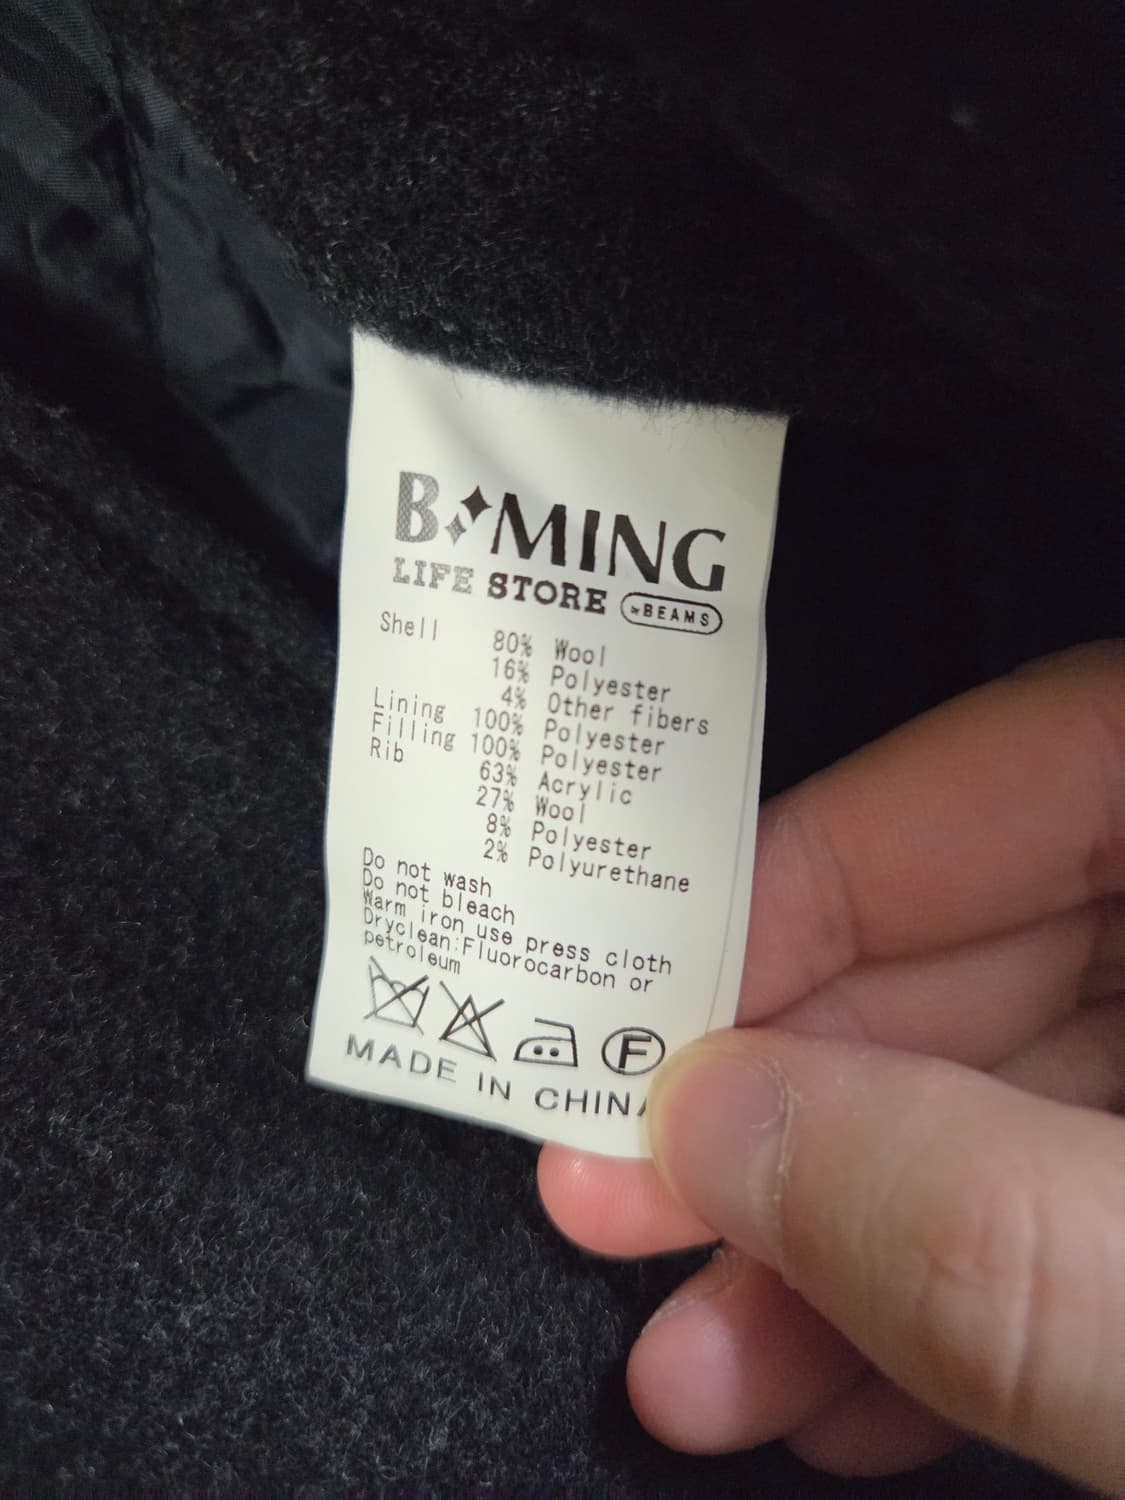 B MING
LIFE STORE by BEAMS
Shell 80% Wool
16% Polyester
4% Other fibers
Lining 100% Polyester
Filling 100% Polyester
Rib 63% Acrylic
27% Wool
8% Polyester
2% Polyurethane
Do not wash
Do not bleach
Warm iron use press cloth
Dryclean:Fluorocarbon or
petroleum
F
MADE IN CHINA